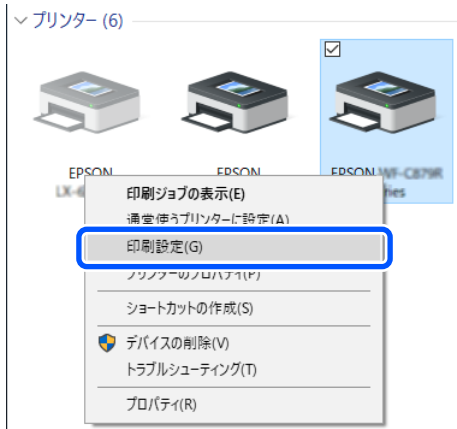 プリンター (6)
EPSON
EPSON
EPSON
印刷ジョブの表示(E)
通常使うプリンターに設定(A)
印刷設定(G)
プリンターのプロパティ(P)
ショートカットの作成(S)
デバイスの削除(V)
トラブルシューティング(T)
プロパティ(R)